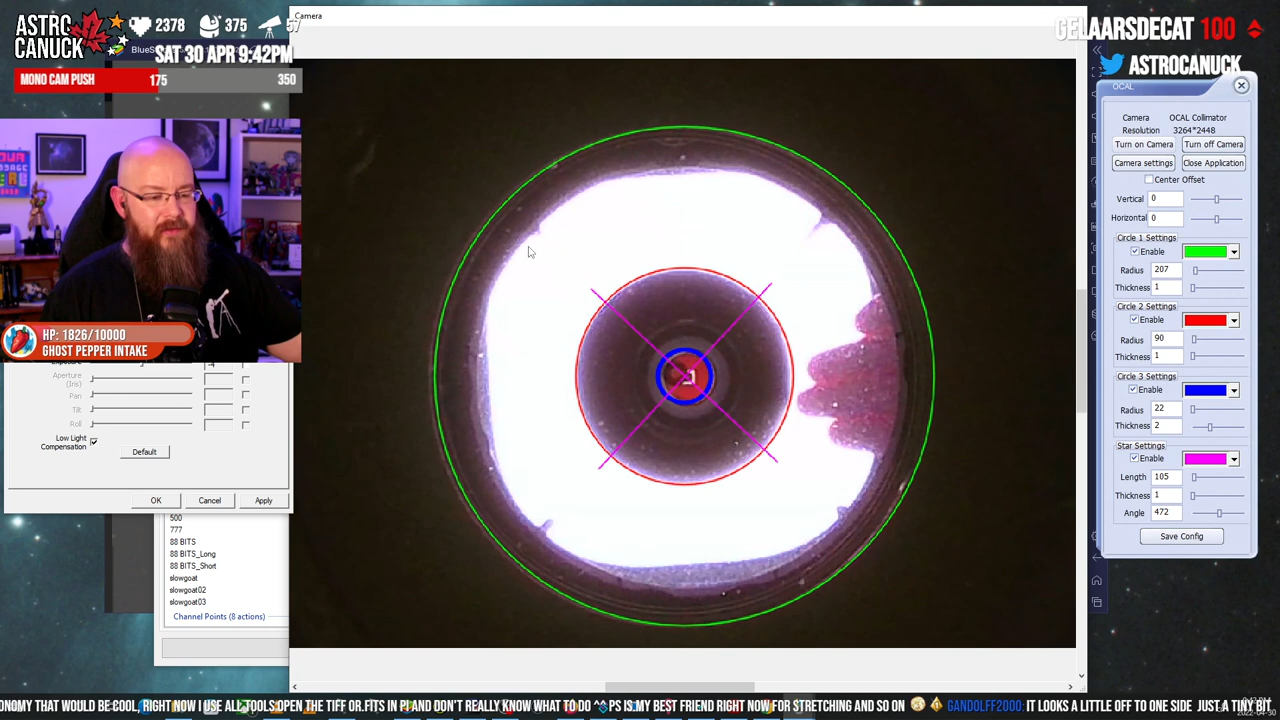 ASTRO
CANUCK
2378
375
57
SAT 30 APR 9:42PM
MONO CAM PUSH
175
350
HP: 1826/10000
GHOST PEPPER INTAKE
Aperture
(Iris)
Pan
Tilt
Roll
Low Light
Compensation
Default
OK
Cancel
Apply
500
777
88 BITS
88 BITS_Long
88 BITS_Short
slowgoat
slowgoat02
slowgoat03
Channel Points (8 actions)
Camera
GELAARSDECAT 100
ASTROCANUCK
OCAL
Camera OCAL Collimator
Resolution 3264*2448
Turn on Camera
Turn off Camera
Camera settings
Close Application
Center Offset
Vertical 0
Horizontal 0
Circle 1 Settings
Enable
Radius 207
Thickness 1
Circle 2 Settings
Enable
Radius 90
Thickness 1
Circle 3 Settings
Enable
Radius 22
Thickness 2
Star Settings
Enable
Length 105
Thickness 1
Angle 472
Save Config
ONOMY THAT WOULD BE COOL, RIGHT NOW I USE ALL TOOLS OPEN THE TIFF OR FITS IN PI AND DON'T REALLY KNOW WHAT TO DO ^^ PS IS MY BEST FRIEND RIGHT NOW FOR STRETCHING AND SO ON
GANDOLFF2000: IT LOOKS A LITTLE OFF TO ONE SIDE JUST A TINY BIT